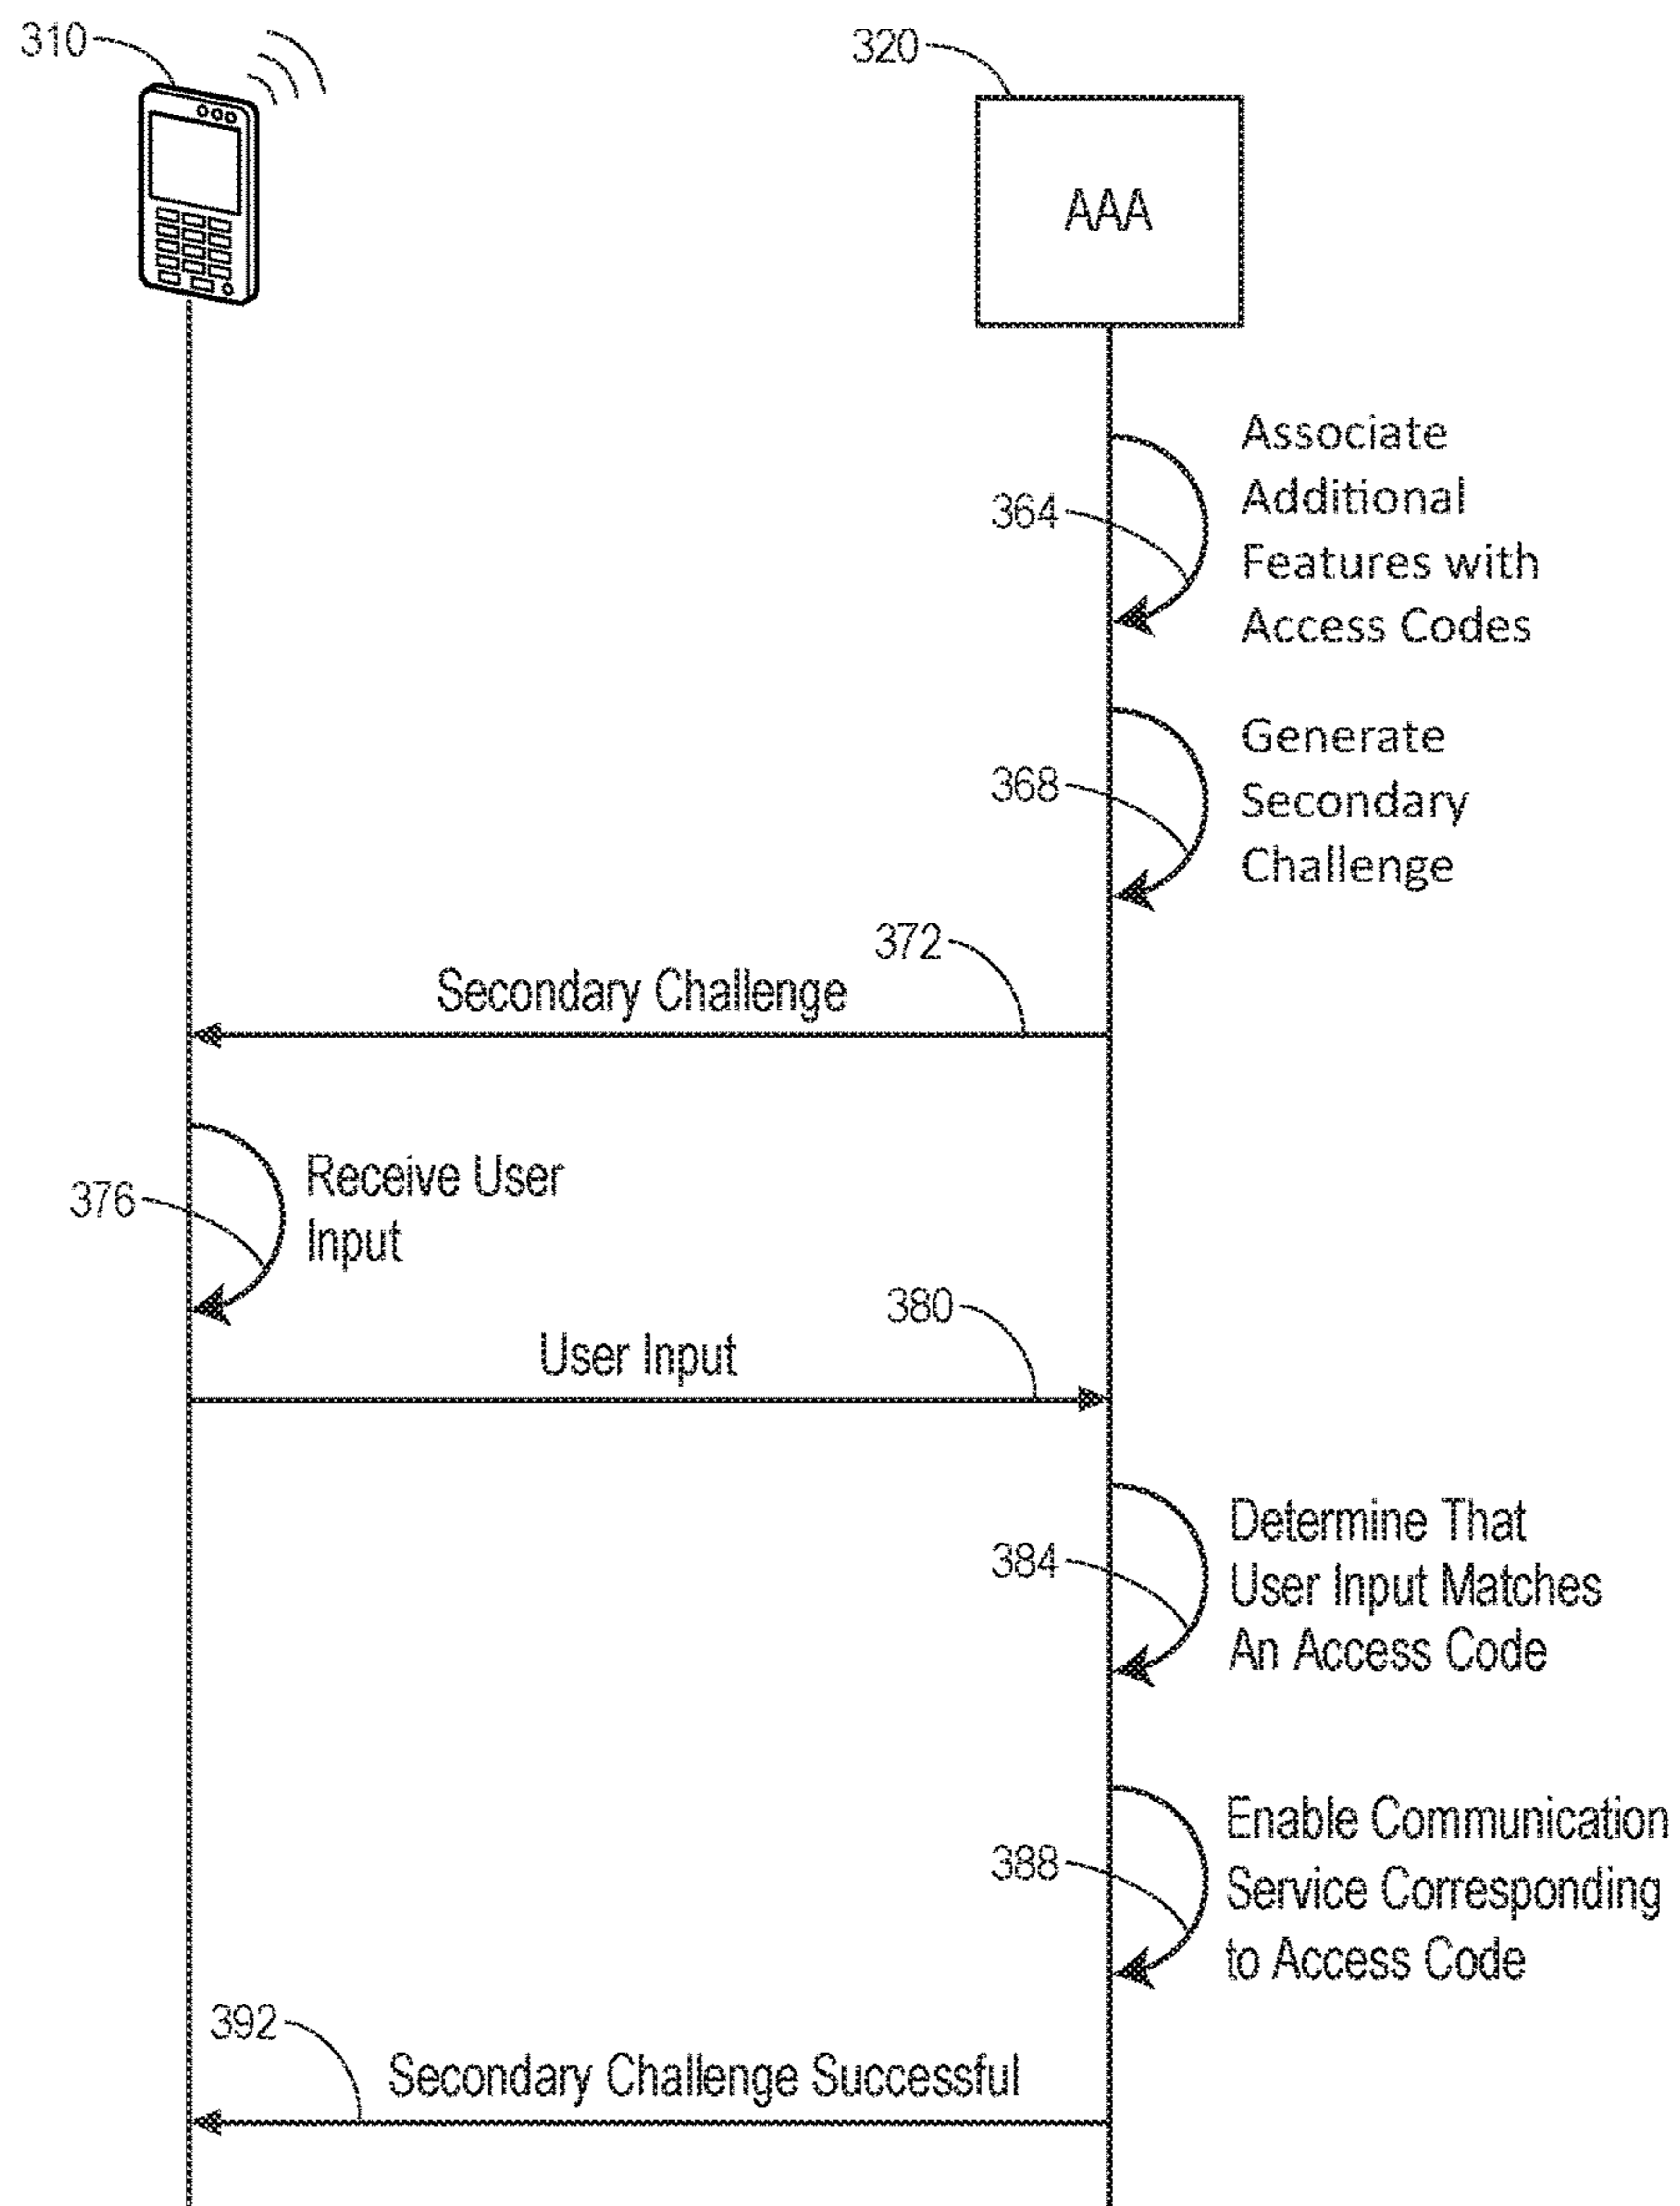 310
320
AAA
Associate
Additional
364
Features with
Access Codes
Generate
368
Secondary
Challenge
372
Secondary Challenge
Receive User
376
Input
380
User Input
Determine That
384
User Input Matches
An Access Code
Enable Communication
388
Service Corresponding
to Access Code
392
Secondary Challenge Successful